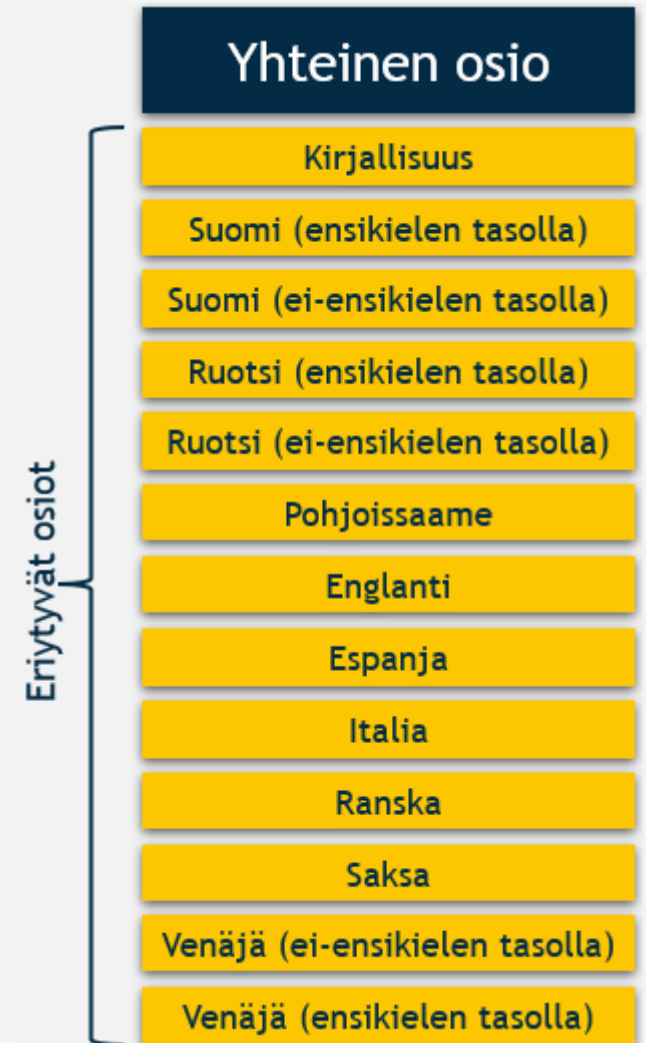 Yhteinen osio
Eriytyvät osiot
Kirjallisuus
Suomi (ensikielen tasolla)
Suomi (ei-ensikielen tasolla)
Ruotsi (ensikielen tasolla)
Ruotsi (ei-ensikielen tasolla)
Pohjoissaame
Englanti
Espanja
Italia
Ranska
Saksa
Venäjä (ei-ensikielen tasolla)
Venäjä (ensikielen tasolla)